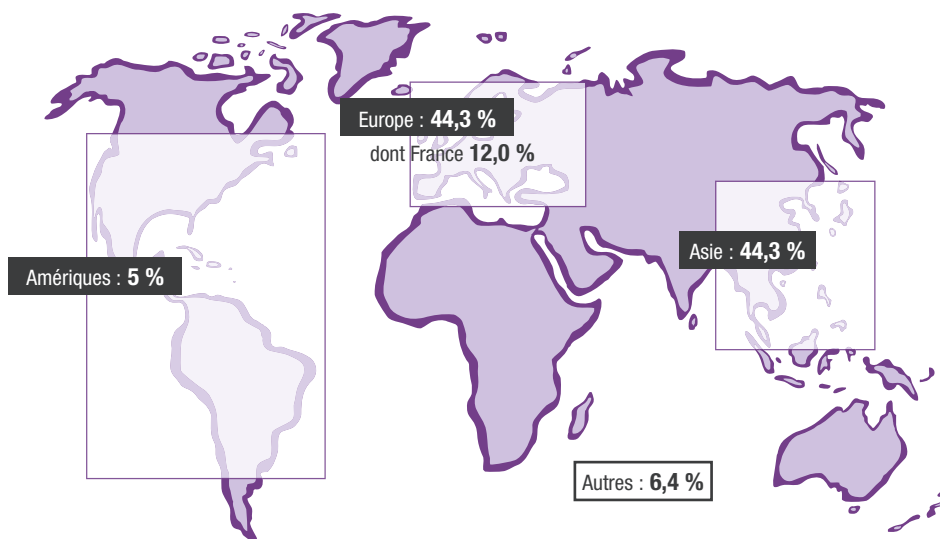 Europe : 44,3 %
dont France 12,0 %
Asie : 44,3 %
Amériques : 5 %
Autres : 6,4 %